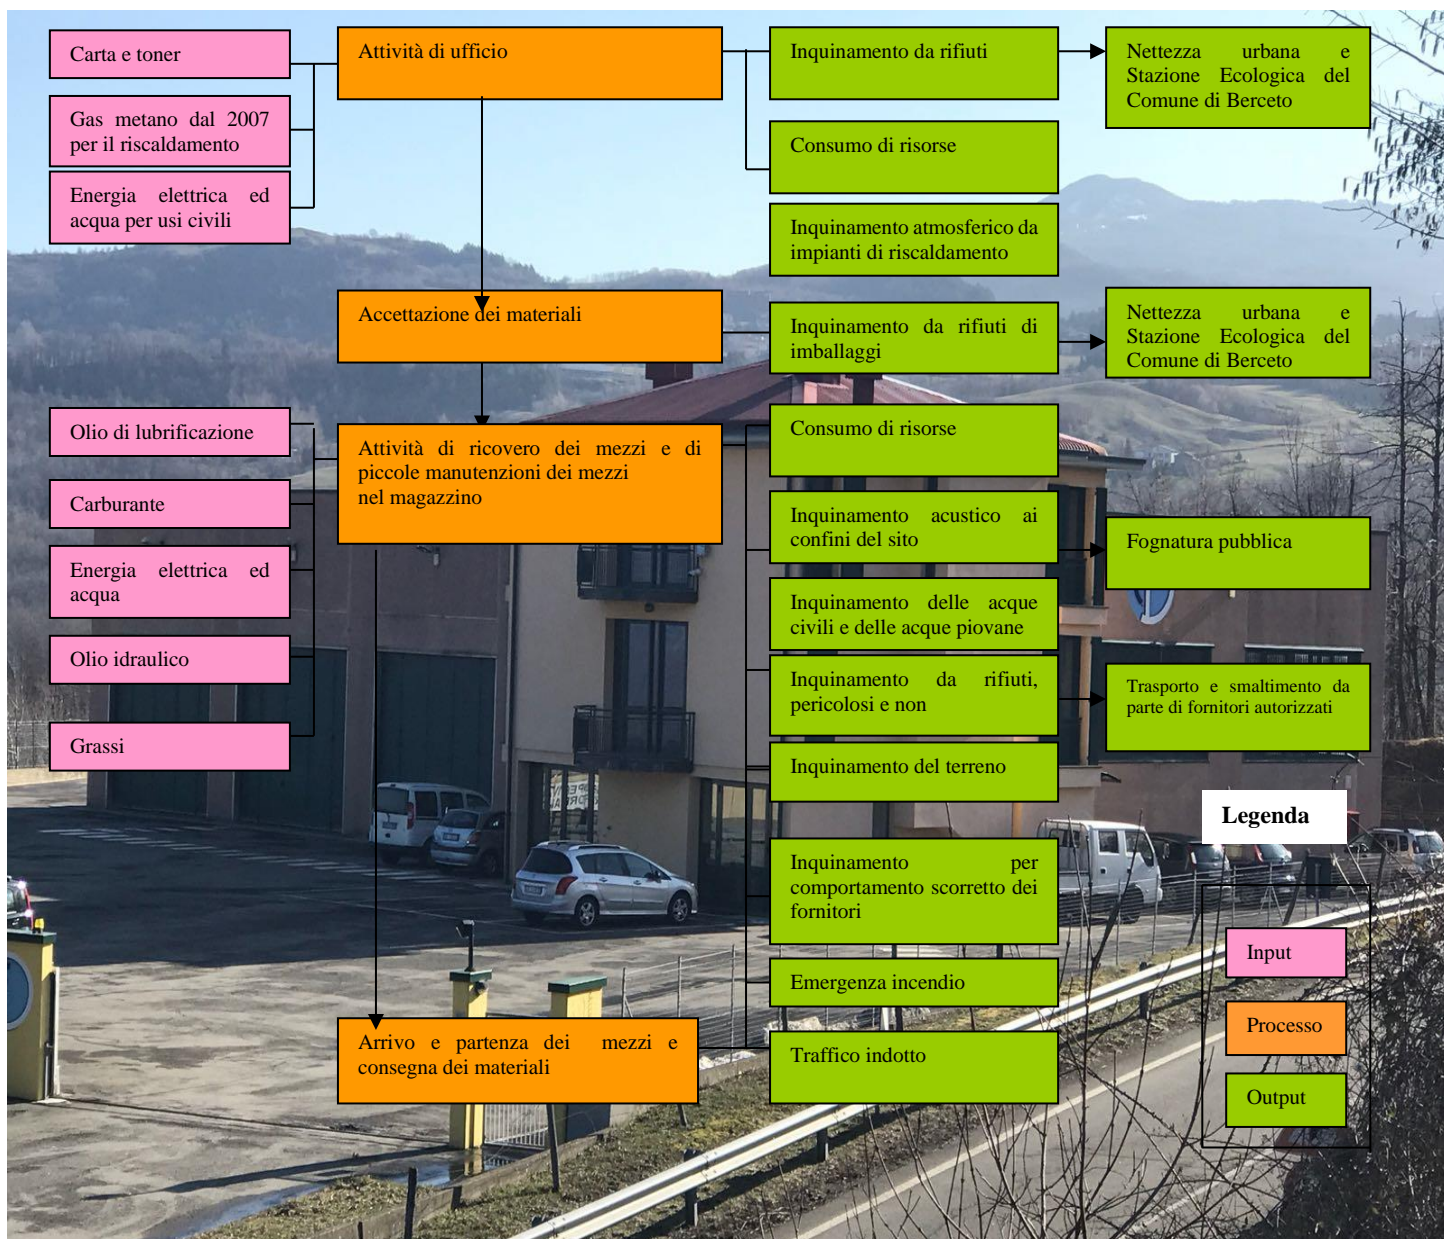 Carta e toner
Gas metano dal 2007
per il riscaldamento
Energia elettrica ed
acqua per usi civili
Attività di ufficio
Inquinamento da rifiuti
Consumo di risorse
Inquinamento atmosferico da
impianti di riscaldamento
Nettezza urbana e
Stazione Ecologica del
Comune di Berceto
Accettazione dei materiali
Inquinamento da rifiuti di
imballaggi
Nettezza urbana e
Stazione Ecologica del
Comune di Berceto
Olio di lubrificazione
Carburante
Energia elettrica ed
acqua
Olio idraulico
Grassi
Attività di ricovero dei mezzi e di
piccole manutenzioni dei mezzi
nel magazzino
Consumo di risorse
Inquinamento acustico ai
confini del sito
Inquinamento delle acque
civili e delle acque piovane
Inquinamento da rifiuti,
pericolosi e non
Inquinamento del terreno
Inquinamento per
comportamento scorretto dei
fornitori
Emergenza incendio
Fognatura pubblica
Trasporto e smaltimento da
parte di fornitori autorizzati
Arrivo e partenza dei mezzi e
consegna dei materiali
Traffico indotto
Legenda
Input
Processo
Output